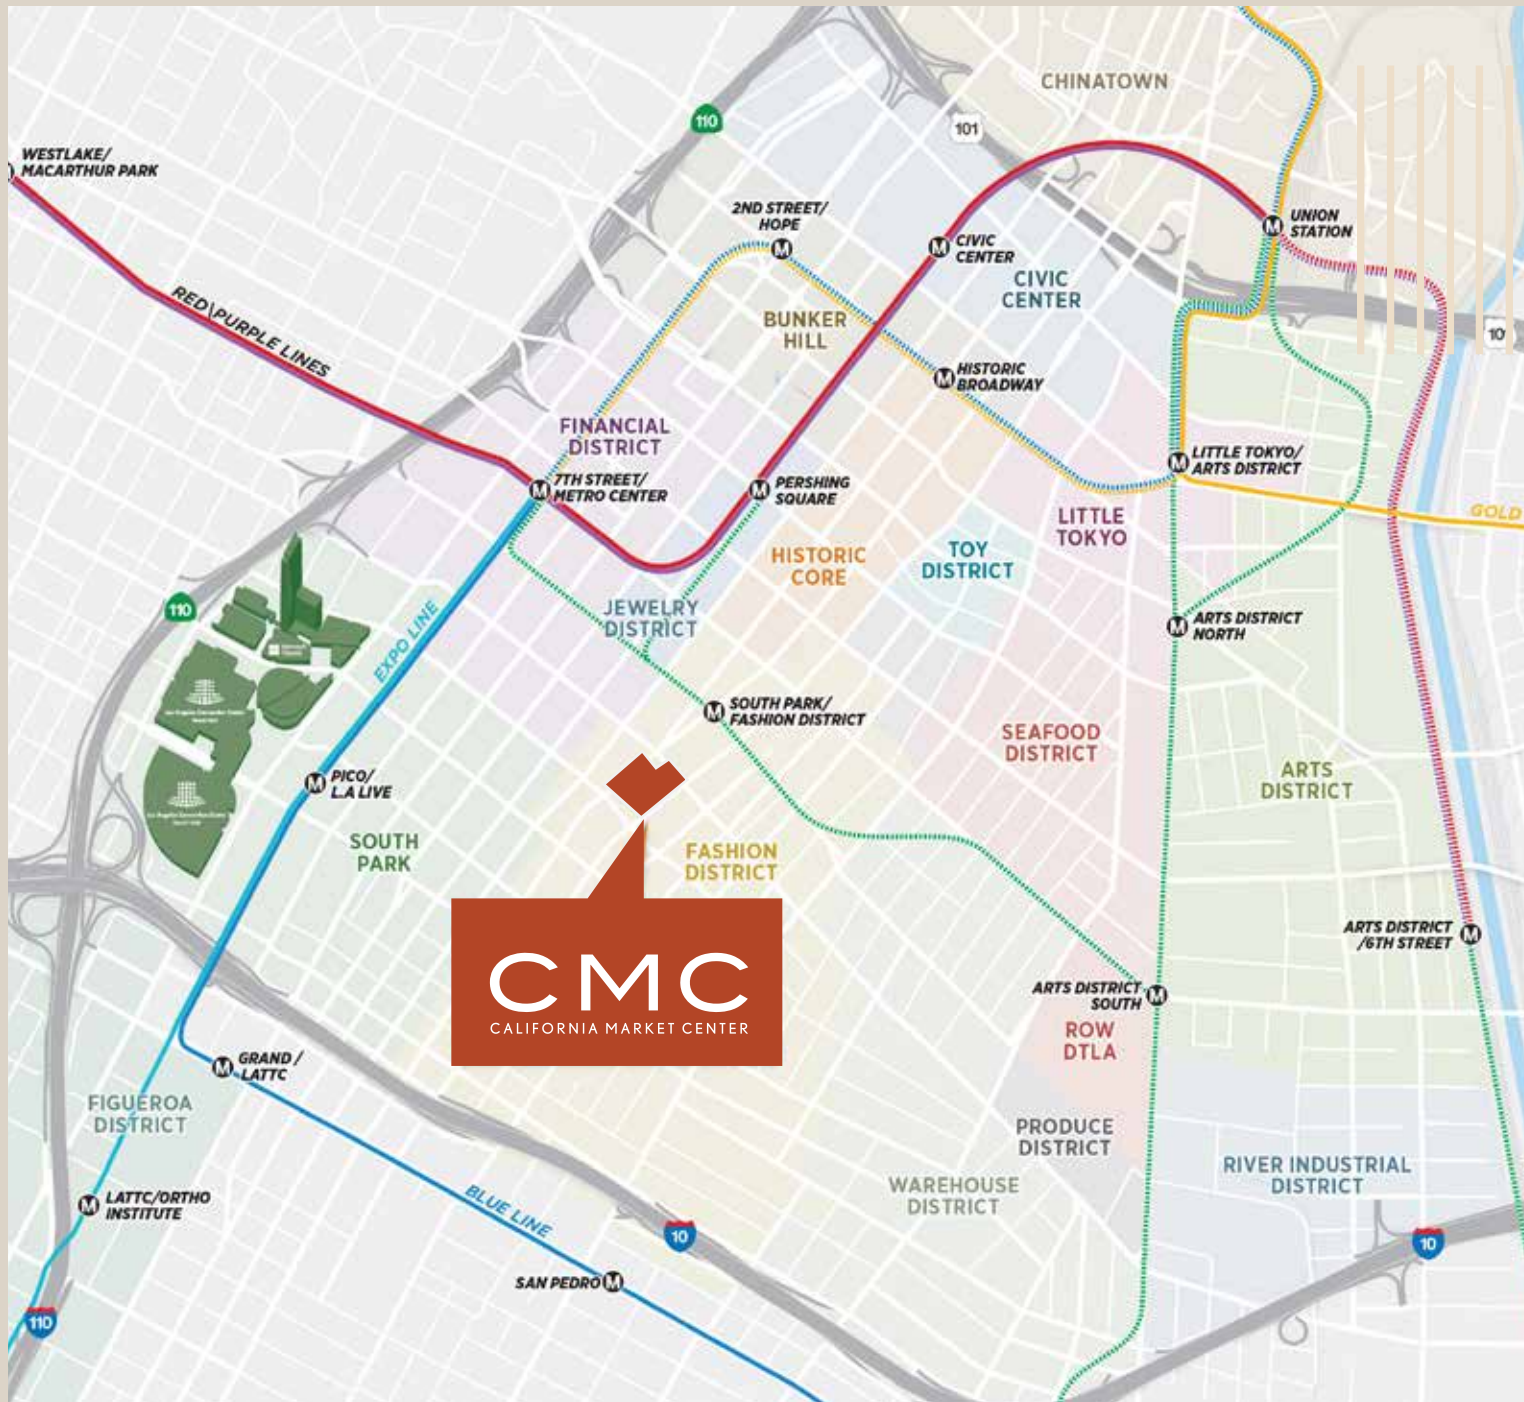 CHINATOWN
110
101
WESTLAKE/
MACARTHUR PARK
2ND STREET/
HOPE
UNION
STATION
CIVIC
CENTER
CIVIC
CENTER
RED\PURPLE LINES
BUNKER
HILL
10
HISTORIC
BROADWAY
FINANCIAL
DISTRICT
LITTLE TOKYO/
ARTS DISTRICT
7TH STREET/
METRO CENTER
PERSHING
SQUARE
GOLD
LITTLE
TOKYO
HISTORIC
CORE
TOY
DISTRICT
110
JEWELRY
DISTRICT
ARTS DISTRICT
NORTH
EXPO LINE
SOUTH PARK/
FASHION DISTRICT
SEAFOOD
DISTRICT
ARTS
DISTRICT
PICO/
L.A LIVE
SOUTH
PARK
FASHION
DISTRICT
ARTS DISTRICT
/6TH STREET
CMC
CALIFORNIA MARKET CENTER
ARTS DISTRICT
SOUTH
ROW
DTLA
GRAND /
LATTC
FIGUEROA
DISTRICT
PRODUCE
DISTRICT
RIVER INDUSTRIAL
DISTRICT
WAREHOUSE
DISTRICT
LATTC/ORTHO
INSTITUTE
BLUE LINE
10
10
SAN PEDRO
110